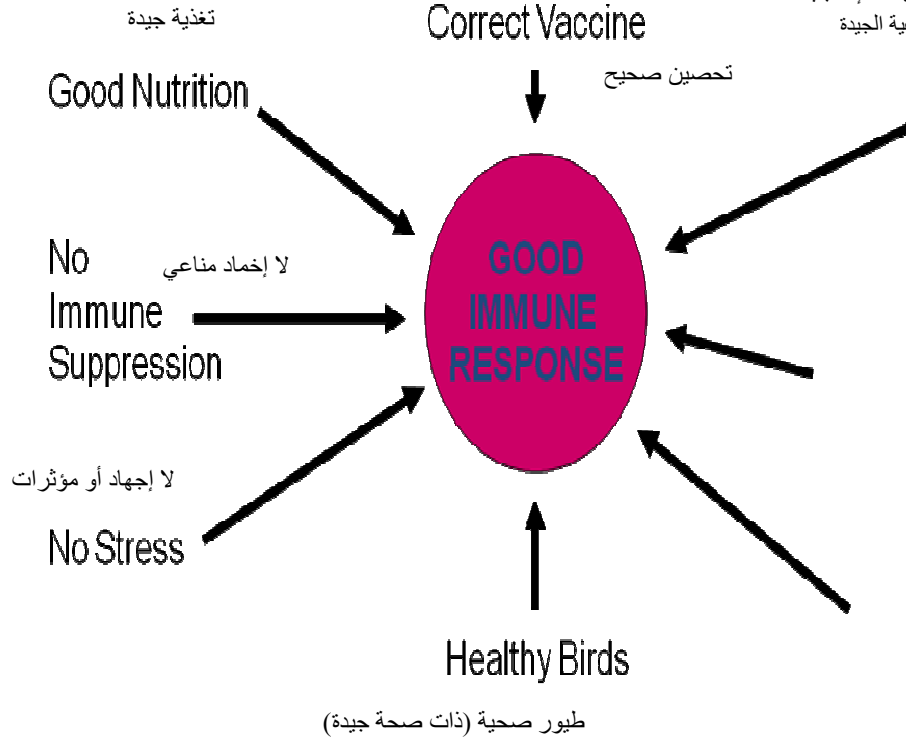 تغذية جيدة
Correct Vaccine
الجيدة
Good Nutrition
تحصين صحيح
GOOD
IMMUNE
RESPONSE
No
Immune
Suppression
لا إخماد مناعي
لا إجهاد أو مؤثرات
No Stress
Healthy Birds
طيور صحية (ذات صحة جيدة)